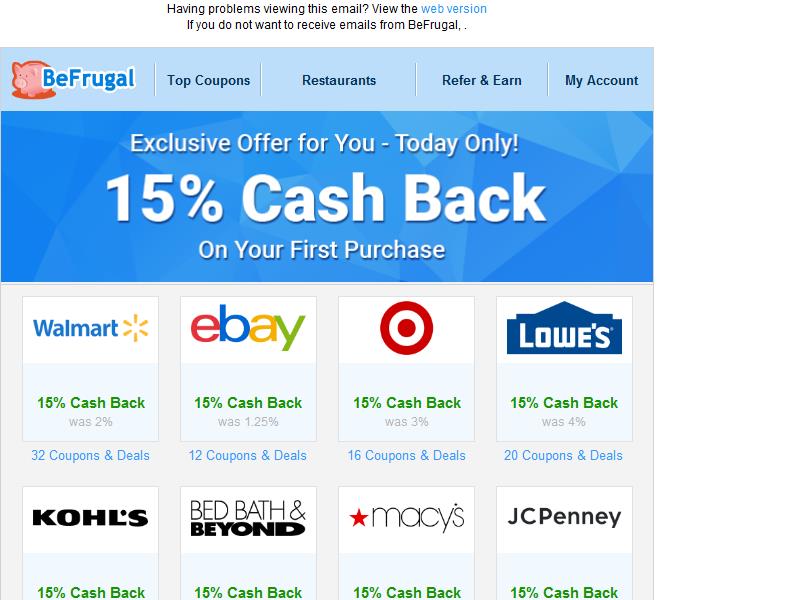 Having problems viewing this email? View the web version
If you do not want to receive emails from BeFrugal, .
BeFrugal
Top Coupons
Restaurants
Refer & Earn
My Account
Exclusive Offer for You - Today Only!
15% Cash Back
On Your First Purchase
Walmart
ebay
LOWE'S
15% Cash Back
15% Cash Back
15% Cash Back
15% Cash Back
was 2%
was 1.25%
was 3%
was 4%
32 Coupons & Deals
12 Coupons & Deals
16 Coupons & Deals
20 Coupons & Deals
KOHL'S
BED BATH &
BEYOND
macy's
JCPenney
15% Cash Back
15% Cash Back
15% Cash Back
15% Cash Back